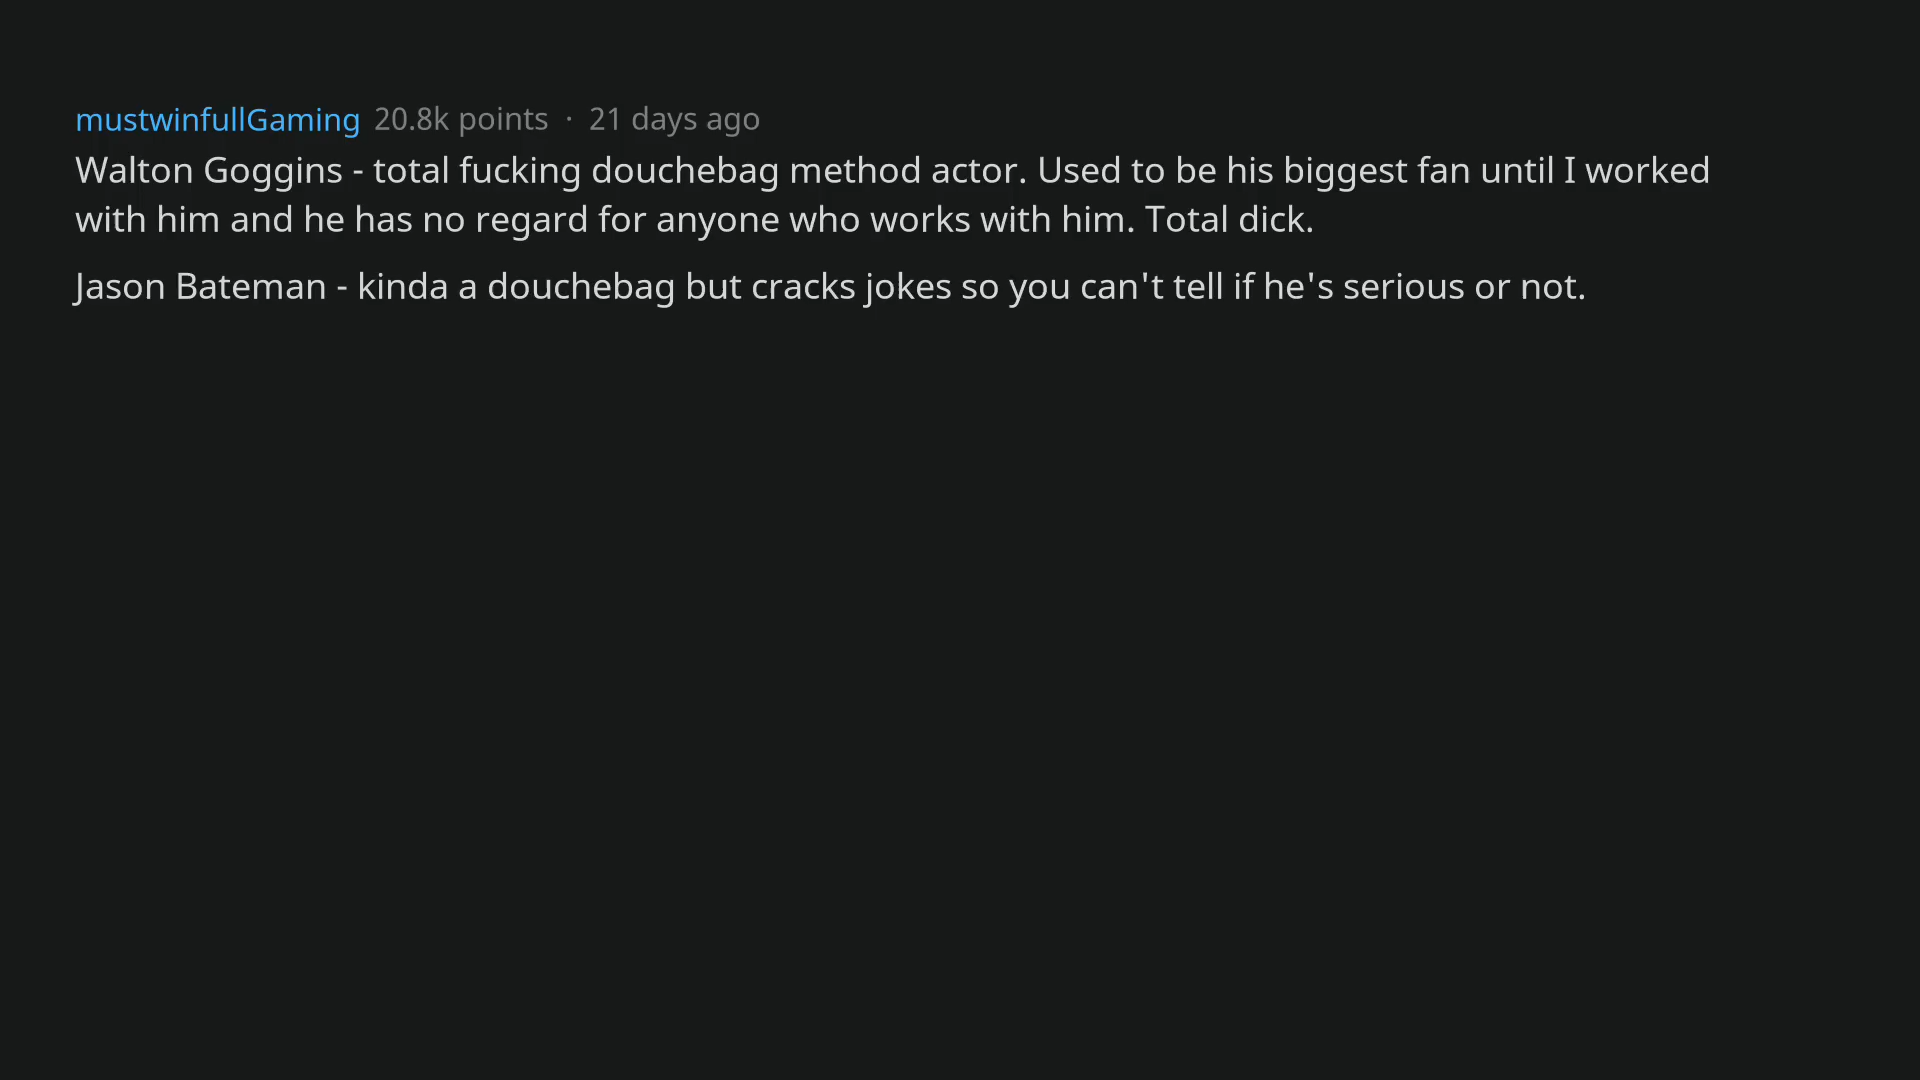 mustwinfullGaming 20.8k points · 21 days ago
Walton Goggins - total fucking douchebag method actor. Used to be his biggest fan until I worked
with him and he has no regard for anyone who works with him. Total dick.
Jason Bateman - kinda a douchebag but cracks jokes so you can't tell if he's serious or not.